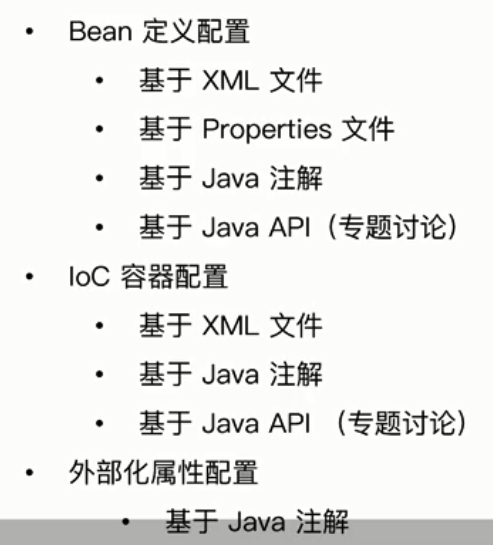 • Bean 定义配置
• 基于 XML 文件
• 基于 Properties 文件
• 基于 Java 注解
• 基于 Java API（专题讨论）
• IoC 容器配置
• 基于 XML 文件
• 基于 Java 注解
• 基于 Java API （专题讨论）
• 外部化属性配置
• 基于 Java 注解